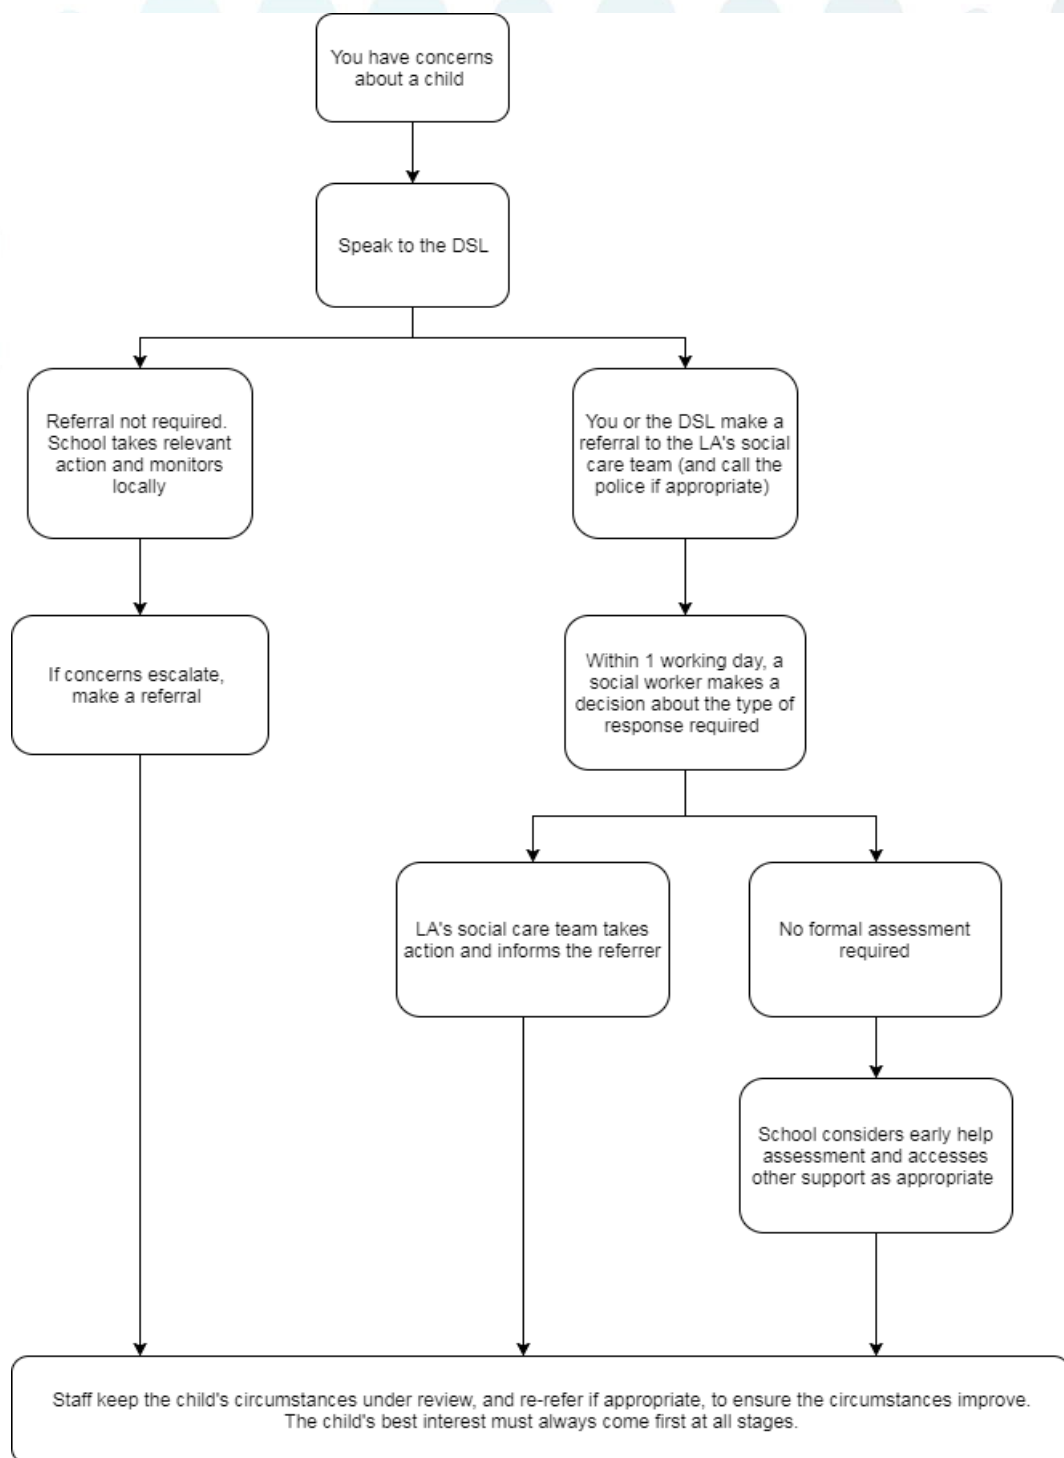 You have concerns
about a child
Speak to the DSL
Referral not required.
School takes relevant
action and monitors
locally
You or the DSL make a
referral to the LA's social
care team (and call the
police if appropriate)
If concerns escalate,
make a referral
Within 1 working day, a
social worker makes a
decision about the type of
response required
LA's social care team takes
action and informs the referrer
No formal assessment
required
School considers early help
assessment and accesses
other support as appropriate
Staff keep the child's circumstances under review, and re-refer if appropriate, to ensure the circumstances improve.
The child's best interest must always come first at all stages.